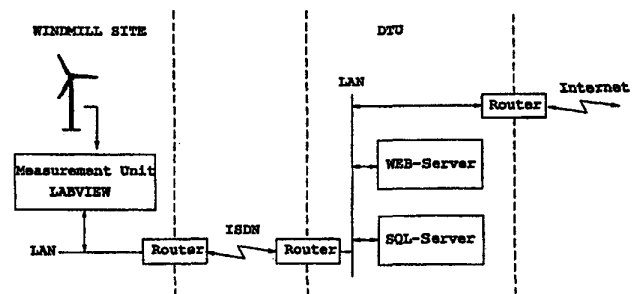 WINDMILL SITE
DTU
LAN
Internet
Router
Measurement Unit
LABVIEW
WEB-Server
LAN
Router
ISDN
Router
SQL-Server